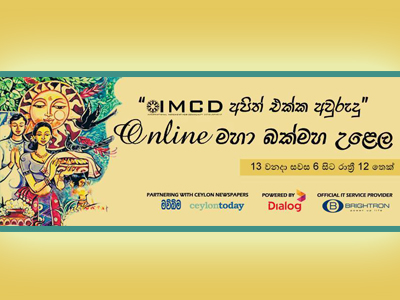 “IMCD අපිත් එක්ක අවුරුදු”
Online මහා බක්මහ උළෙල
13 වනදා සවස 6 සිට රාත්‍රී 12 තෙක්
PARTNERING WITH CEYLON NEWSPAPERS
POWERED BY
OFFICIAL IT SERVICE PROVIDER
මව්බිම
ceylontoday
Dialog
B BRIGHTRON